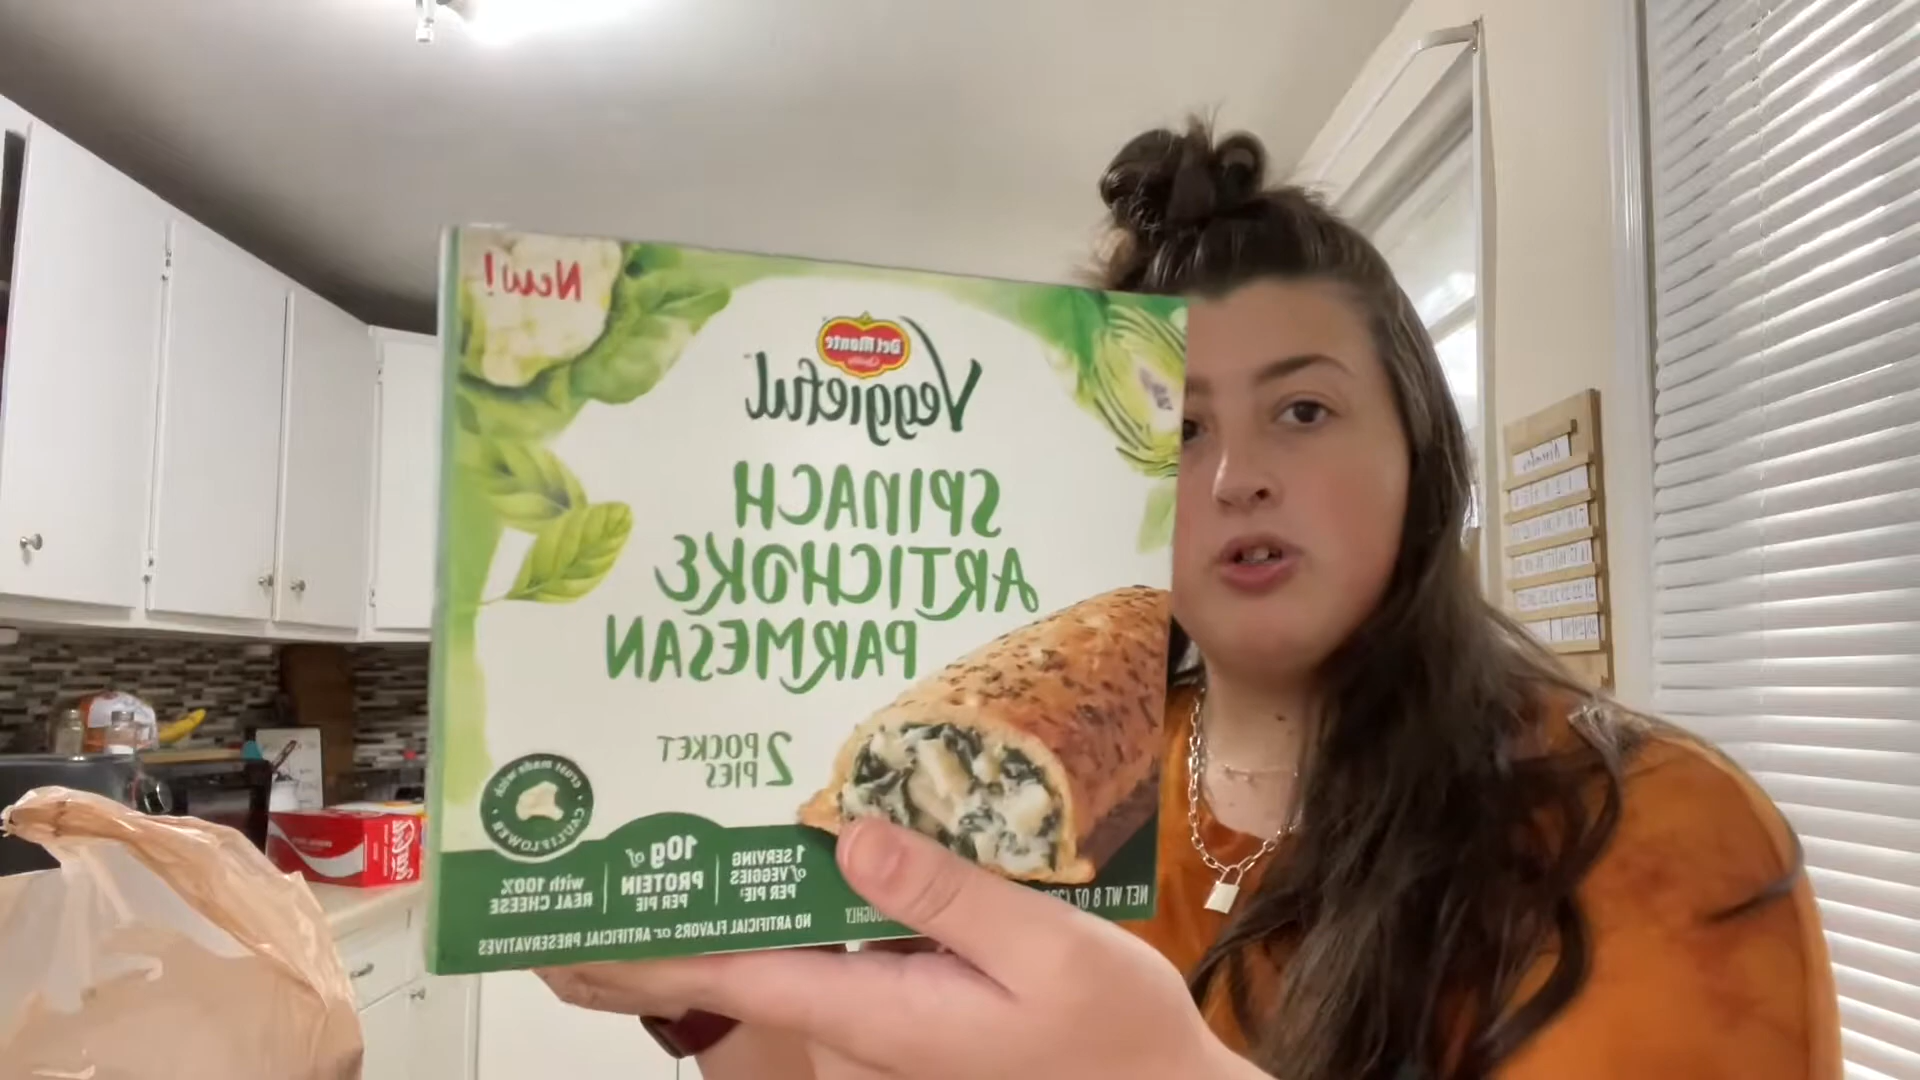 New!
Del Monte
Quality
Veggieful
SPINACH
ARTICHOKE
PARMESAN
2 POCKET
PIES
crust made with
CAULIFLOWER
1 SERVING
of VEGGIES
PER PIE
10g of
PROTEIN
PER PIE
with 100%
REAL CHEESE
NO ARTIFICIAL FLAVORS or ARTIFICIAL PRESERVATIVES
NET WT 8 OZ